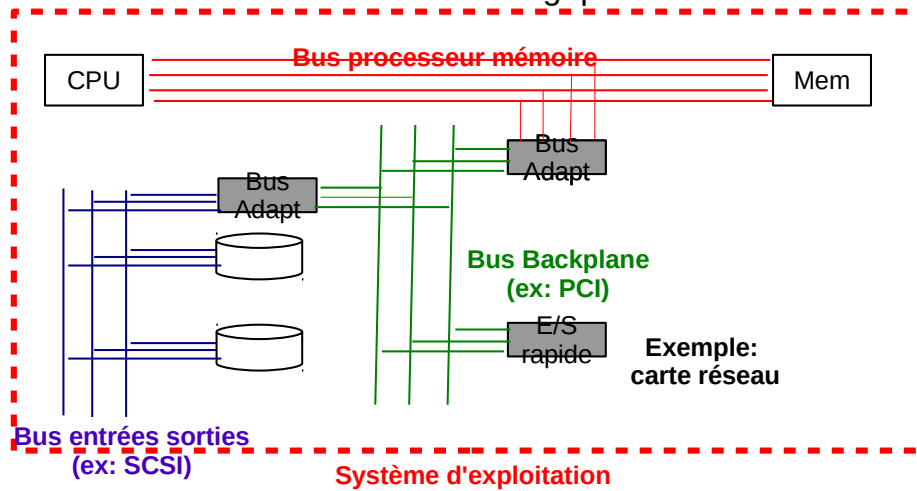 Bus processeur mémoire
CPU
Mem
Bus
Adapt
Bus
Adapt
Bus Backplane
(ex: PCI)
E/S
rapide
Exemple:
carte réseau
Bus entrées sorties
(ex: SCSI)
Système d'exploitation